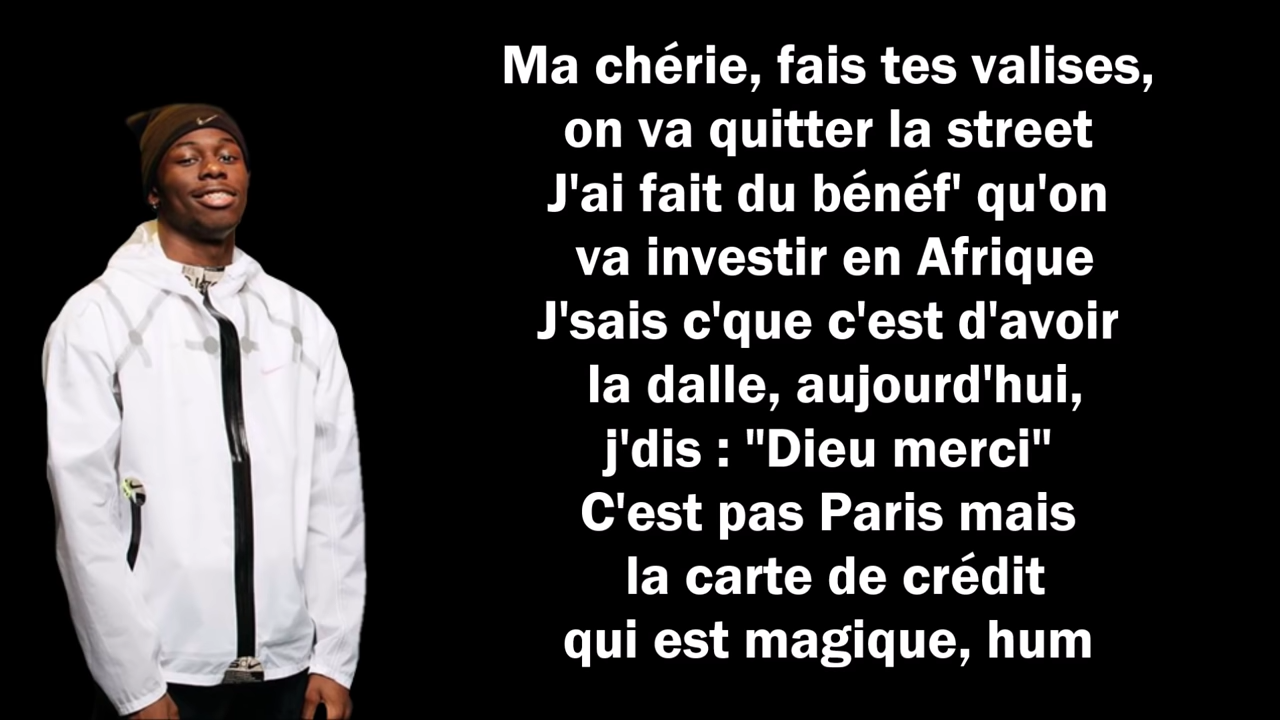 Ma chérie, fais tes valises,
on va quitter la street
J'ai fait du bénéf' qu'on
va investir en Afrique
J'sais c'que c'est d'avoir
la dalle, aujourd'hui,
j'dis : "Dieu merci"
C'est pas Paris mais
la carte de crédit
qui est magique, hum